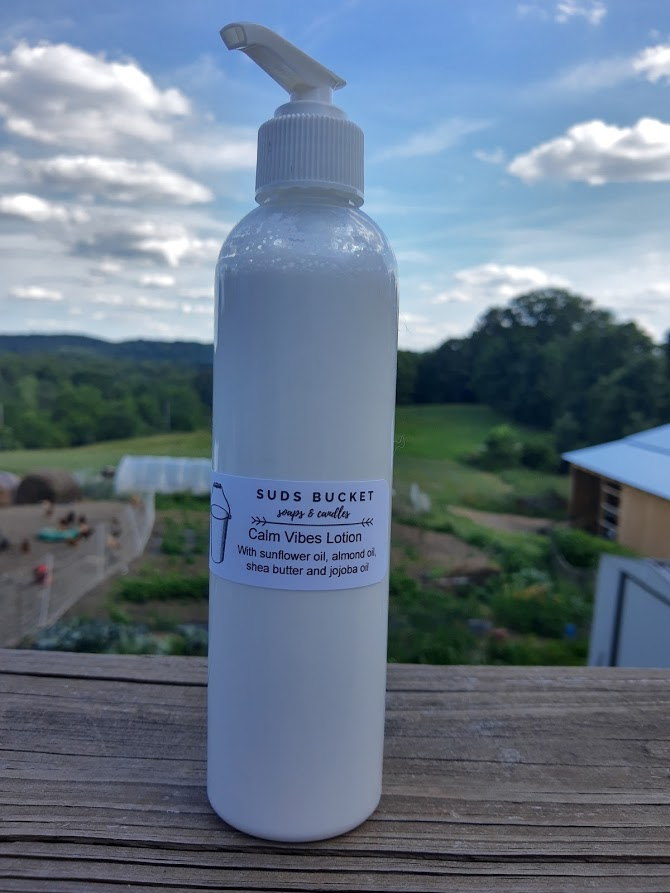 SUDS BUCKET
soaps & candles
Calm Vibes Lotion
With sunflower oil, almond oil,
shea butter and jojoba oil